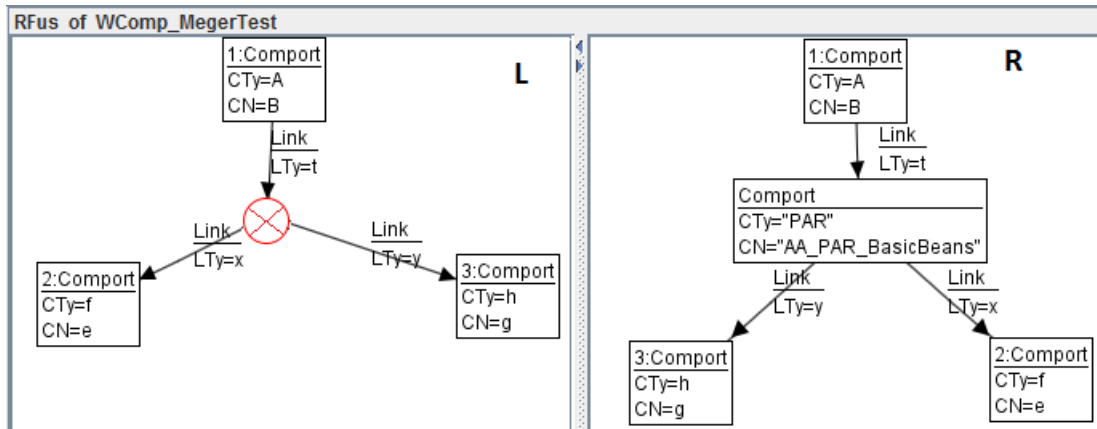 RFus of WComp_MegerTest
1:Comport
CTy=A
CN=B
L
Link
LTy=t
Link
LTy=x
Link
LTy=y
2:Comport
CTy=f
CN=e
3:Comport
CTy=h
CN=g
1:Comport
CTy=A
CN=B
R
Link
LTy=t
Comport
CTy="PAR"
CN="AA_PAR_BasicBeans"
Link
LTy=y
Link
LTy=x
3:Comport
CTy=h
CN=g
2:Comport
CTy=f
CN=e